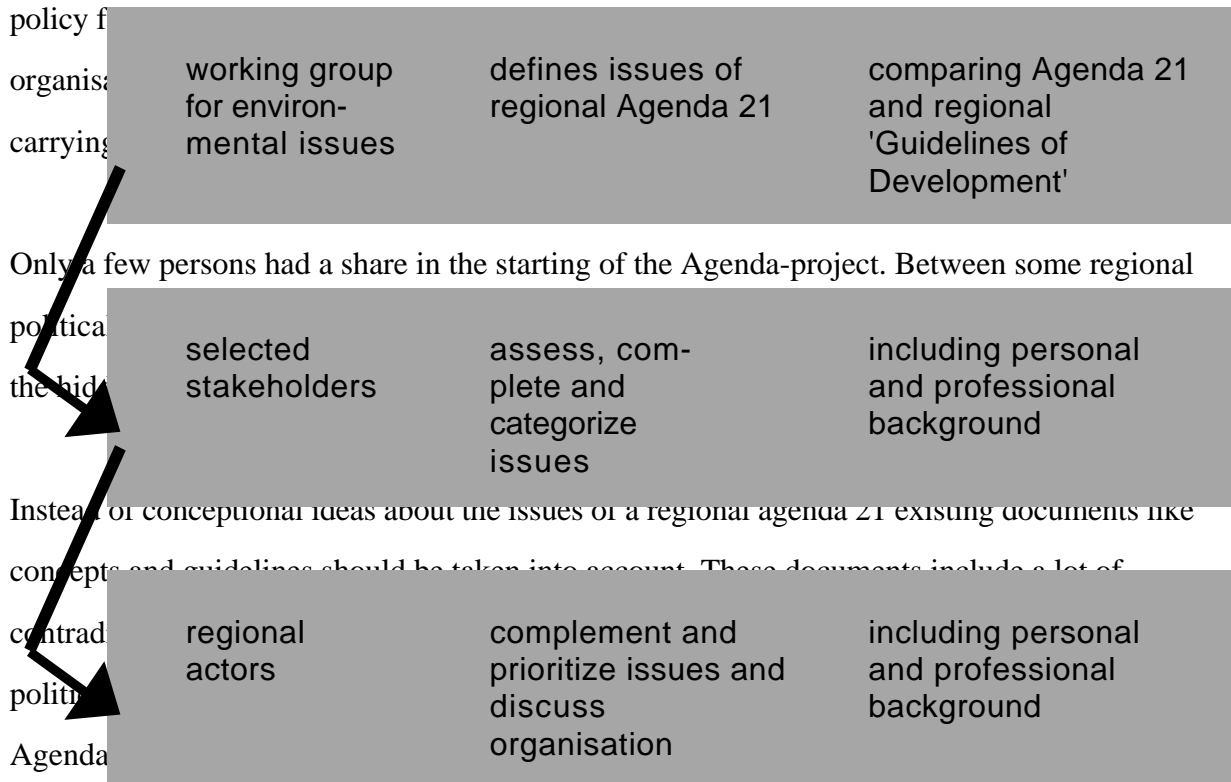 policy f
organisa
carrying
working group
for environ-
mental issues
defines issues of
regional Agenda 21
comparing Agenda 21
and regional
'Guidelines of
Development'
Only a few persons had a share in the starting of the Agenda-project. Between some regional
political
the hid
selected
stakeholders
assess, com-
plete and
categorize
issues
including personal
and professional
background
Instead of conceptional ideas about the issues of a regional agenda 21 existing documents like
concepts and guidelines should be taken into account. These documents include a lot of
contrad
politi
Agenda
regional
actors
complement and
prioritize issues and
discuss
organisation
including personal
and professional
background